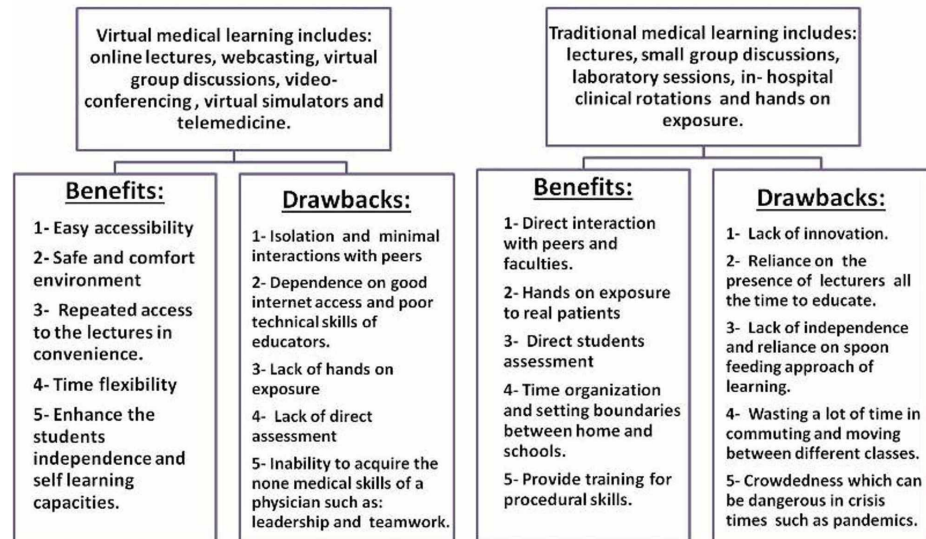 Virtual medical learning includes:
online lectures, webcasting, virtual
group discussions, video-
conferencing , virtual simulators and
telemedicine.
Benefits:
1- Easy accessibility
2- Safe and comfort
environment
3- Repeated access
to the lectures in
convenience.
4- Time flexibility
5- Enhance the
students
independence and
self learning
capacities.
Drawbacks:
1- Isolation and minimal
interactions with peers
2- Dependence on good
internet access and poor
technical skills of
educators.
3- Lack of hands on
exposure
4- Lack of direct
assessment
5- Inability to acquire the
none medical skills of a
physician such as:
leadership and teamwork.
Traditional medical learning includes:
lectures, small group discussions,
laboratory sessions, in- hospital
clinical rotations and hands on
exposure.
Benefits:
1- Direct interaction
with peers and
faculties.
2- Hands on exposure
to real patients
3- Direct students
assessment
4- Time organization
and setting boundaries
between home and
schools.
5- Provide training for
procedural skills.
Drawbacks:
1- Lack of innovation.
2- Reliance on the
presence of lecturers all
the time to educate.
3- Lack of independence
and reliance on spoon
feeding approach of
learning.
4- Wasting a lot of time in
commuting and moving
between different classes.
5- Crowdedness which can
be dangerous in crisis
times such as pandemics.